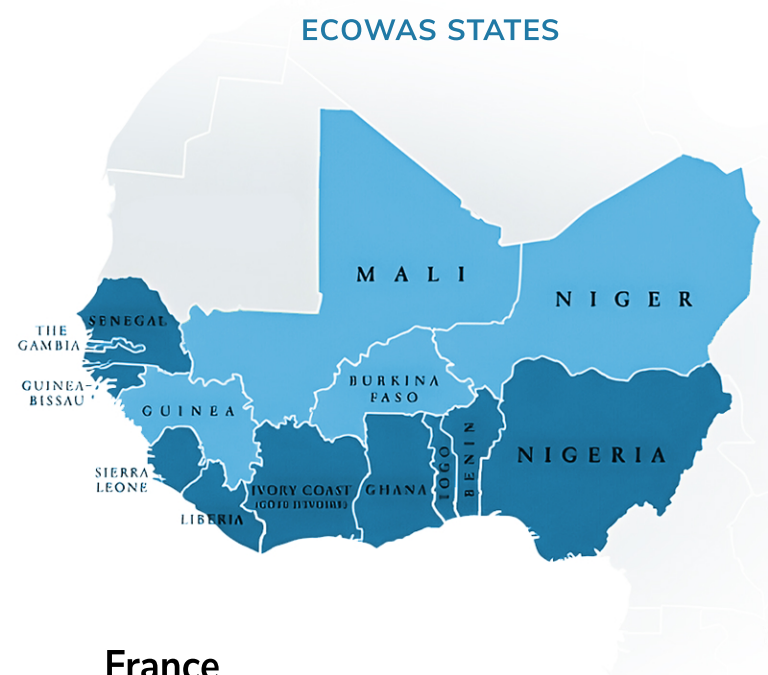 ECOWAS STATES
MALI
NIGER
SENEGAL
THE
GAMBIA
GUINEA-
BISSAU
GUINEA
BURKINA
FASO
SIERRA
LEONE
LIBERIA
IVORY COAST
GHANA
TOGO
BENIN
NIGERIA
France